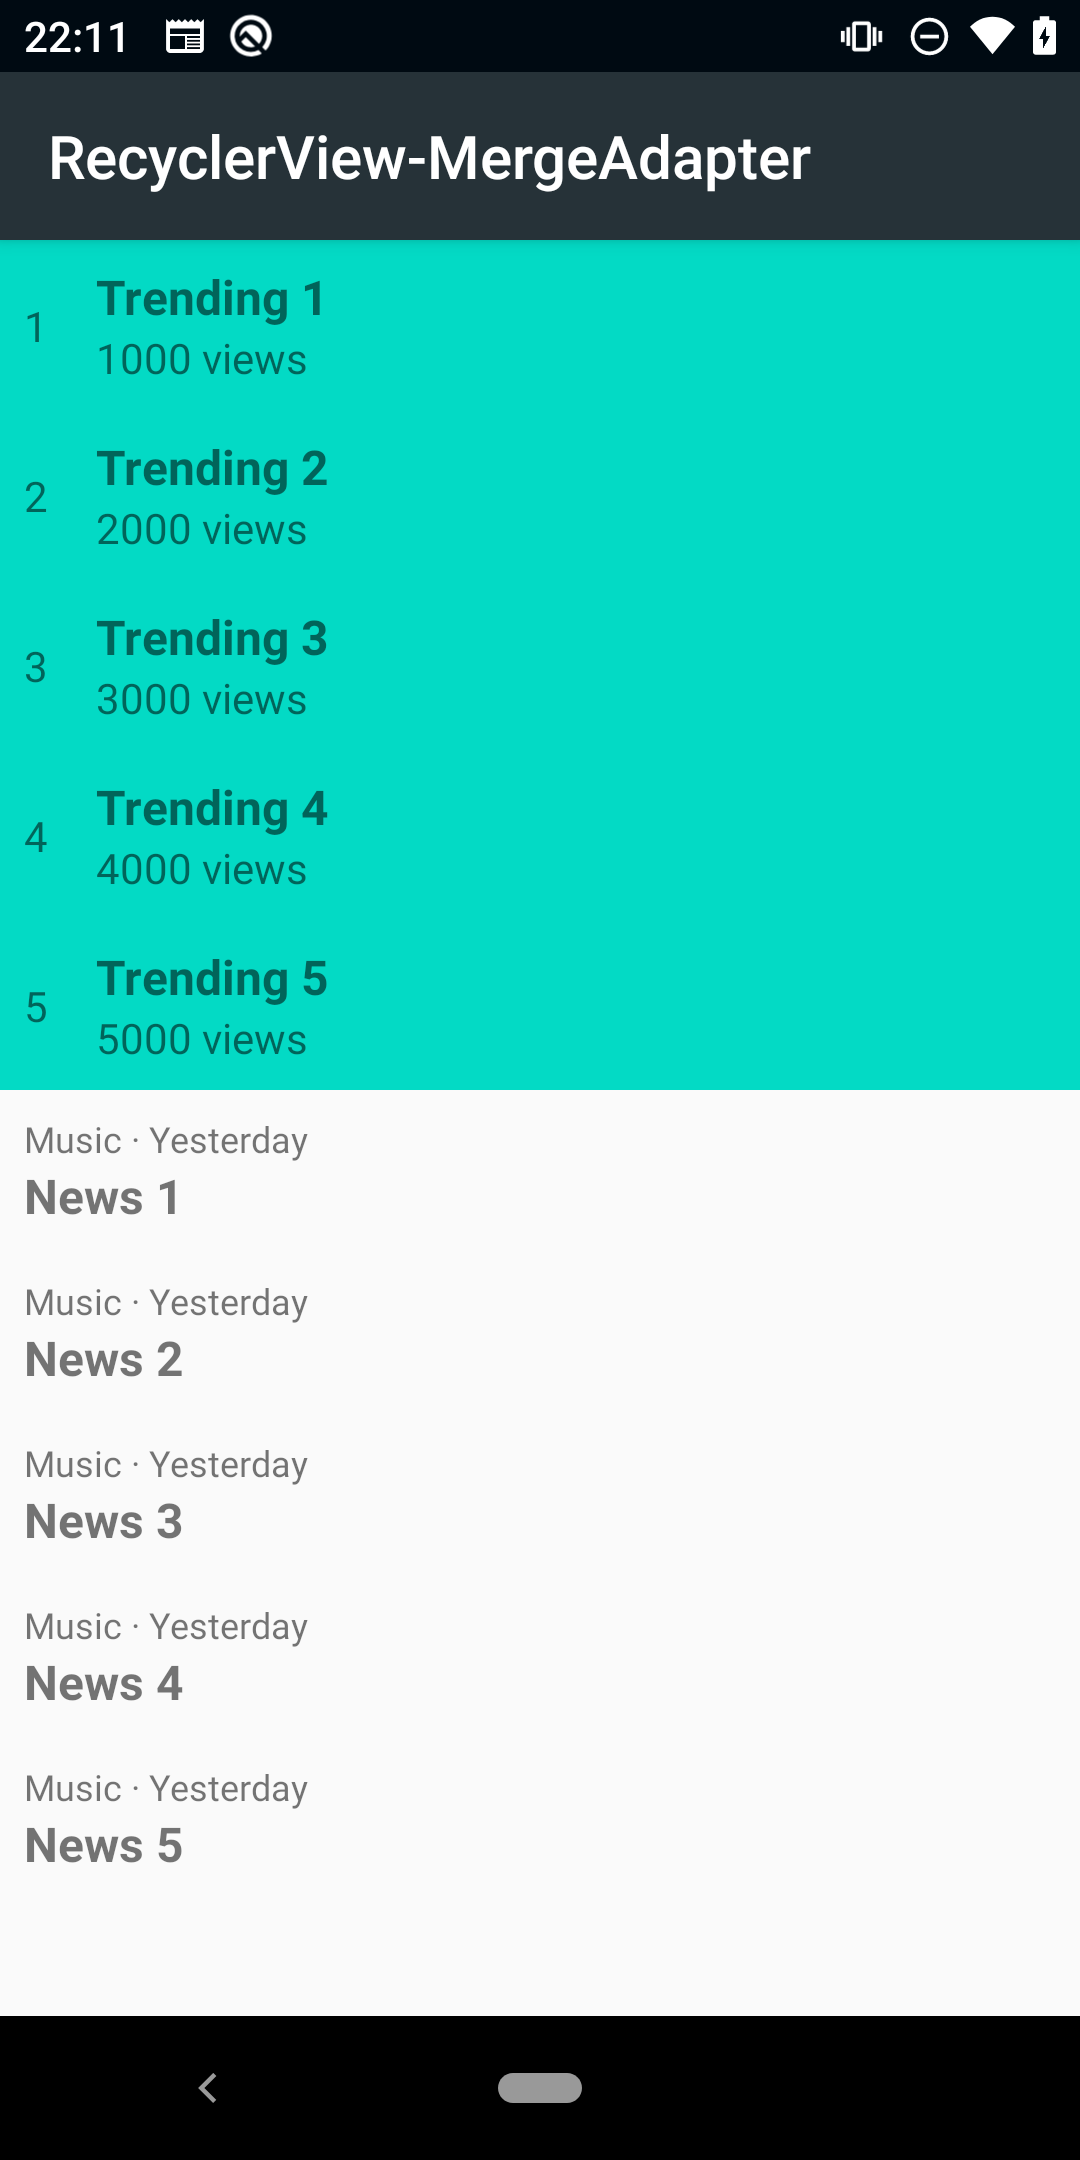 22:11
RecyclerView-MergeAdapter
1
Trending 1
1000 views
2
Trending 2
2000 views
3
Trending 3
3000 views
4
Trending 4
4000 views
5
Trending 5
5000 views
Music · Yesterday
News 1
Music · Yesterday
News 2
Music · Yesterday
News 3
Music · Yesterday
News 4
Music · Yesterday
News 5